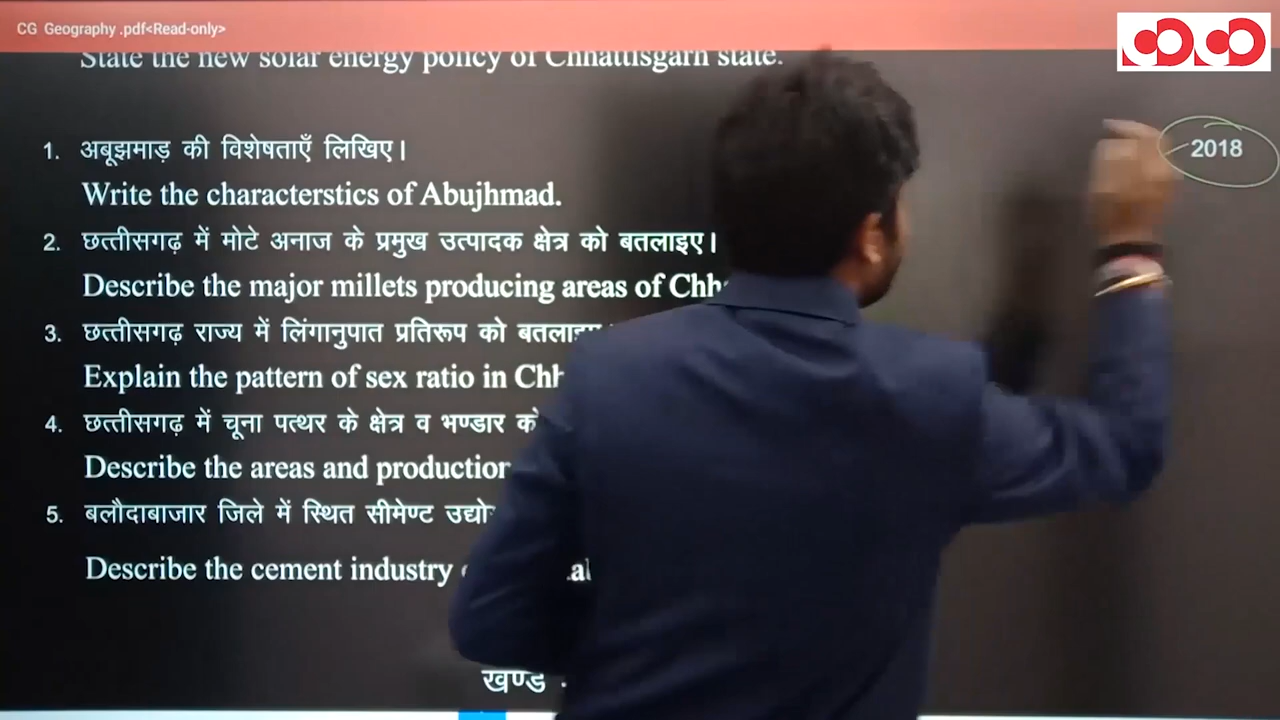 CG Geography .pdf<Read-only>
State the new solar energy policy of Chhattisgarh state.
2018
1. अबूझमाड़ की विशेषताएँ लिखिए।
Write the characterstics of Abujhmad.
2. छत्तीसगढ़ में मोटे अनाज के प्रमुख उत्पादक क्षेत्र को बतलाइए।
Describe the major millets producing areas of
3. छत्तीसगढ़ राज्य में लिंगानुपात प्रतिरूप को
Explain the pattern of sex ratio in
4. छत्तीसगढ़ में चूना पत्थर के क्षेत्र व भण्डार
Describe the areas and
5. बलौदाबाजार जिले में स्थित सीमेण्ट
Describe the cement industry
खण्ड